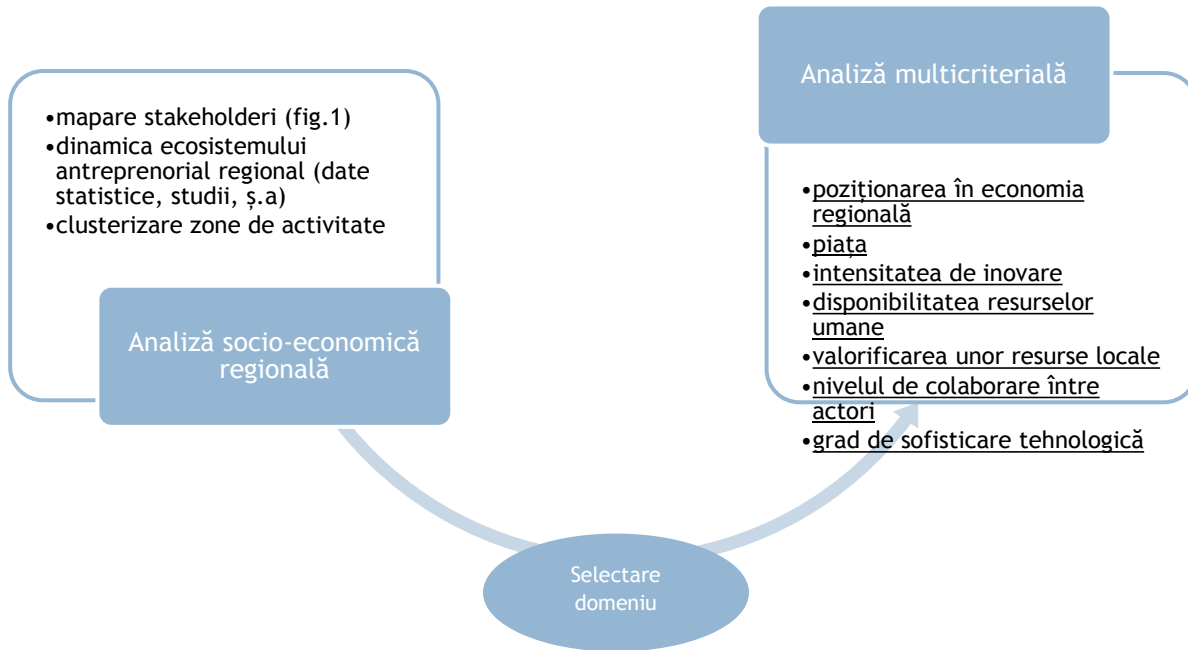 •mapare stakeholderi (fig.1)
•dinamica ecosistemului
antreprenorial regional (date
statistice, studii, ș.a)
•clusterizare zone de activitate
Analiză socio-economică
regională
Analiză multicriterială
•poziționarea în economia
regională
•piața
•intensitatea de inovare
•disponibilitatea resurselor
umane
•valorificarea unor resurse locale
•nivelul de colaborare între
actori
•grad de sofisticare tehnologică
Selectare
domeniu